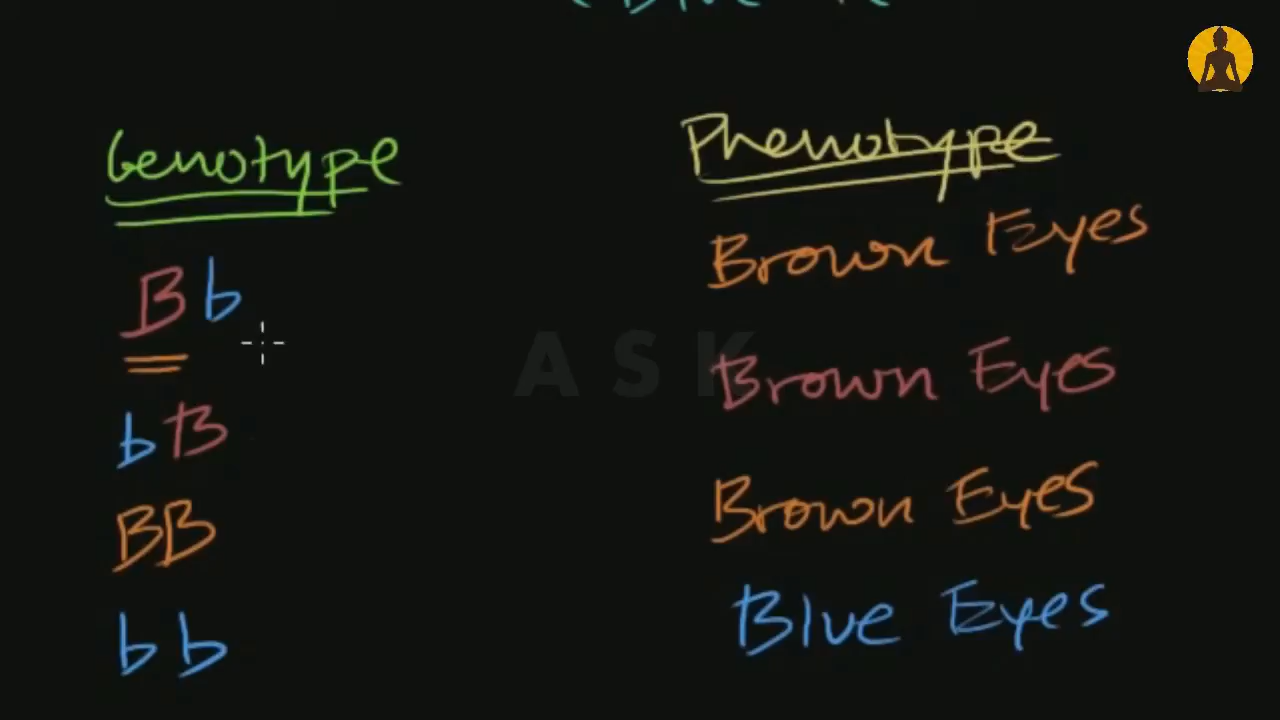 Genotype Phenotype
Bb Brown Eyes
bB Brown Eyes
BB Brown Eyes
bb Blue Eyes
ASK